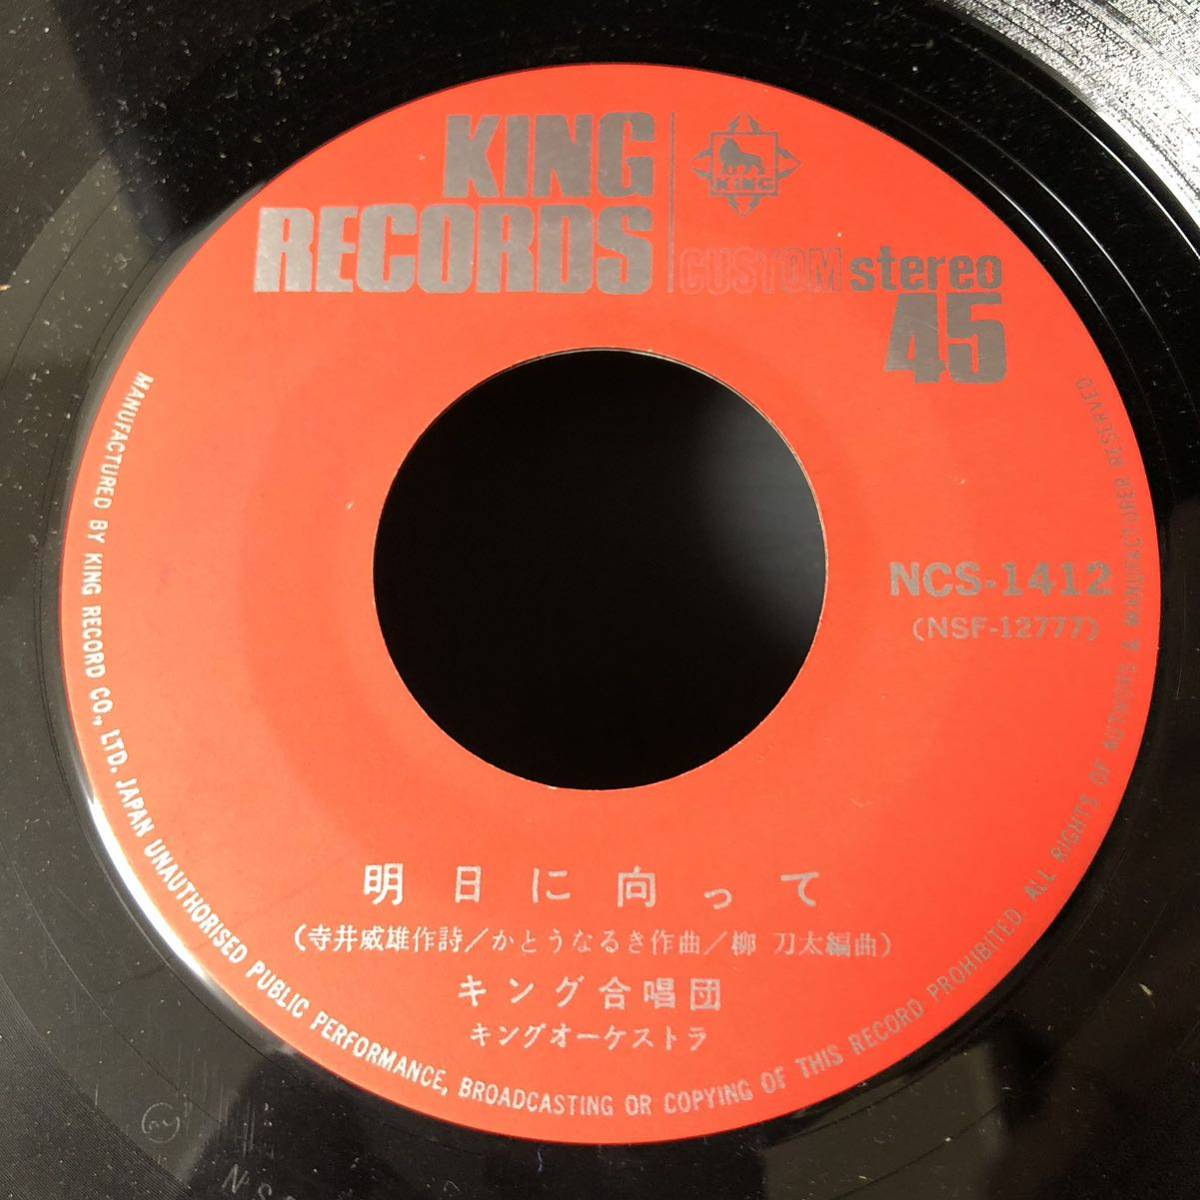 KING
RECORDS
KING
CUSTOM stereo
45
NCS-1412
(NSF-12777)
明日に向って
(寺井威雄作詩/かとうなるき作曲/柳 刀太編曲)
キング合唱団
キングオーケストラ
MANUFACTURED BY KING RECORD CO., LTD. JAPAN UNAUTHORISED PUBLIC PERFORMANCE, BROADCASTING OR COPYING OF THIS RECORD PROHIBITED. ALL RIGHTS OF AUTHORS & MANUFACTURER RESERVED